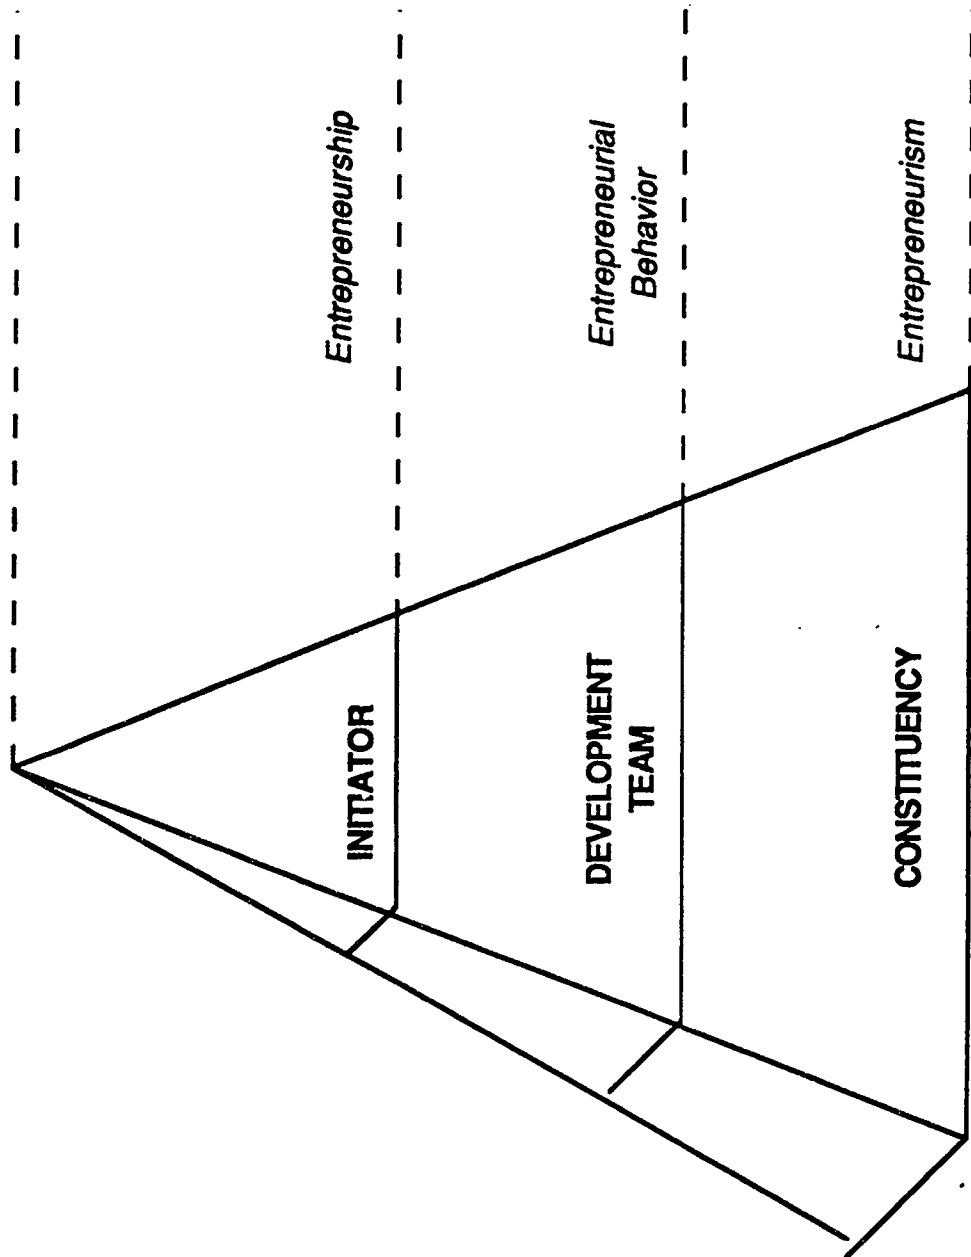 INITIATOR
Entrepreneurship
DEVELOPMENT
TEAM
Entrepreneurial
Behavior
CONSTITUENCY
Entrepreneurism